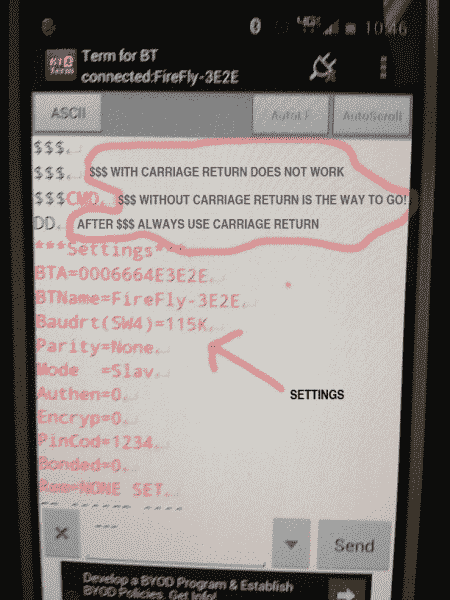 10:46
BT Term
Term for BT
connected:FireFly-3E2E
ASCII
AutoLF
AutoScroll
$$$
$$$ $$$ WITH CARRIAGE RETURN DOES NOT WORK
$$$CMD $$$ WITHOUT CARRIAGE RETURN IS THE WAY TO GO!
DD AFTER $$$ ALWAYS USE CARRIAGE RETURN
***Settings***
BTA=0006664E3E2E
BTName=FireFly-3E2E
Baudrt(SW4)=115K
Parity=None
Mode =Slav
SETTINGS
Authen=0
Encryp=0
PinCod=1234
Bonded=0
Rem=NONE SET
---
Send
Develop a BYOD Program & Establish
BYOD Policies. Get Info!